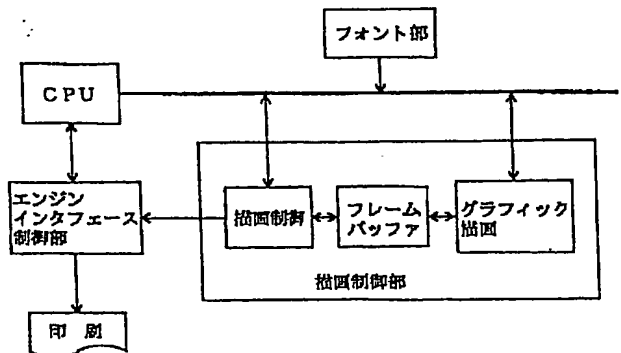 フォント部
CPU
エンジン
インタフェース
制御部
描画制御
フレーム
バッファ
グラフィック
描画
描画制御部
印刷